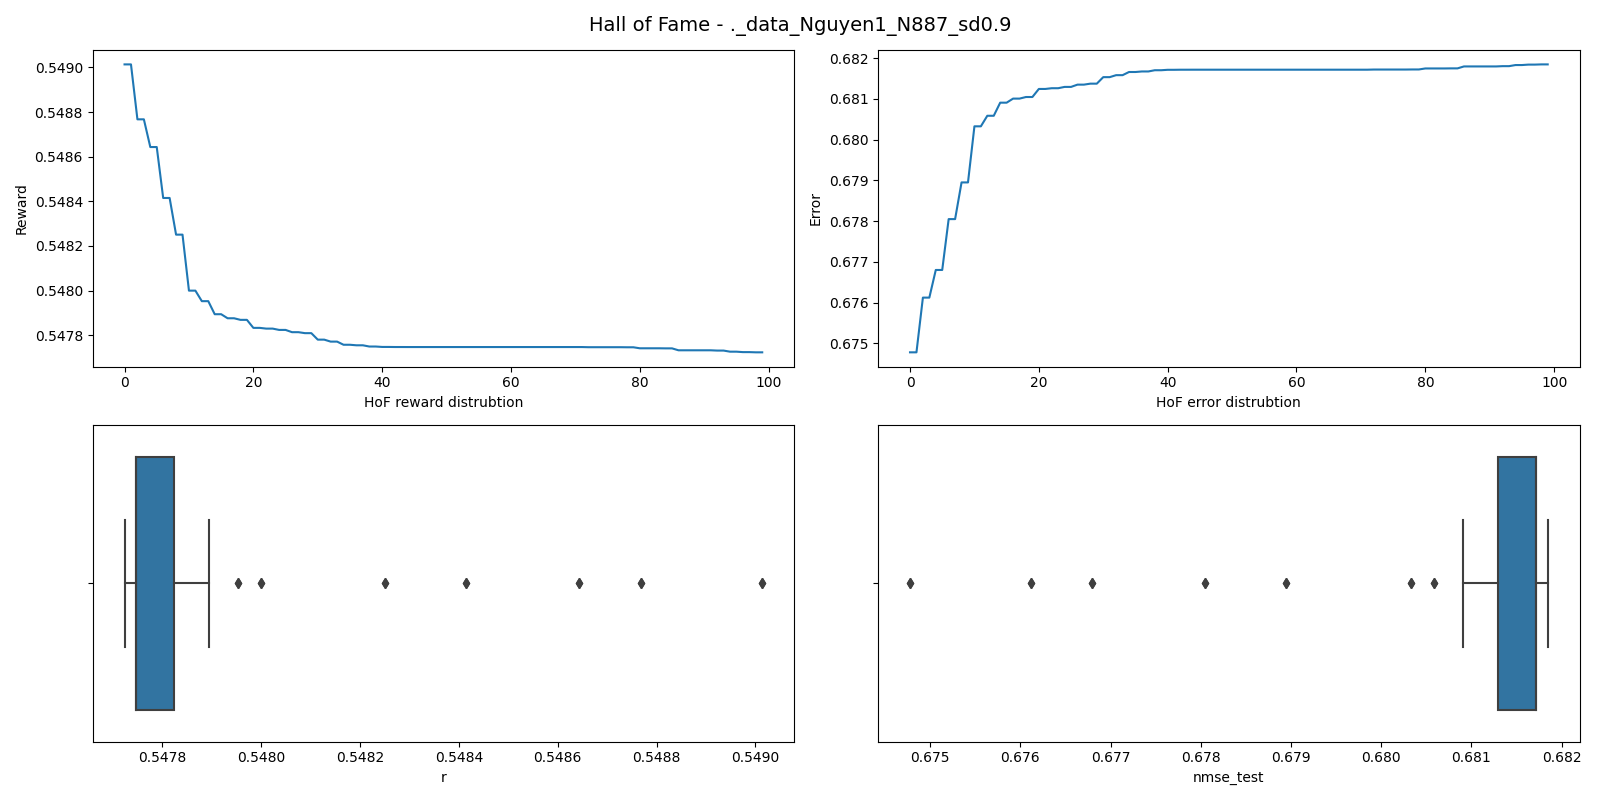 Hall of Fame - ._data_Nguyen1_N887_sd0.9
0.5490
0.5488
0.5486
0.5484
0.5482
0.5480
0.5478
Reward
0 20 40 60 80 100
HoF reward distrubtion
0.682
0.681
0.680
0.679
0.678
0.677
0.676
0.675
Error
0 20 40 60 80 100
HoF error distrubtion
0.5478 0.5480 0.5482 0.5484 0.5486 0.5488 0.5490
r
0.675 0.676 0.677 0.678 0.679 0.680 0.681 0.682
nmse_test